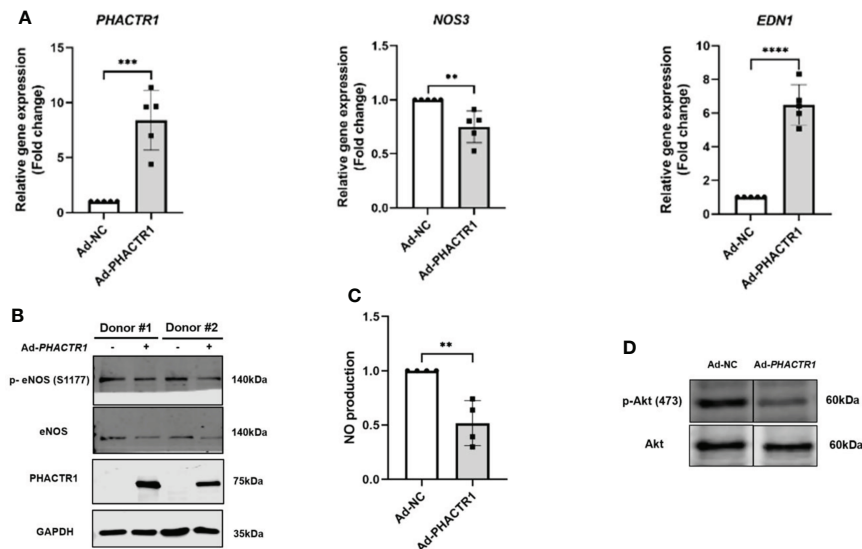 A
PHACTR1
Relative gene expression
(Fold change)
15
10
5
0
***
Ad-NC
Ad-PHACTR1
NOS3
Relative gene expression
(Fold change)
1.5
1.0
0.5
0.0
**
Ad-NC
Ad-PHACTR1
EDN1
Relative gene expression
(Fold change)
10
8
6
4
2
0
****
Ad-NC
Ad-PHACTR1
B
Donor #1 Donor #2
Ad-PHACTR1 - + - +
p- eNOS (S1177) 140kDa
eNOS 140kDa
PHACTR1 75kDa
GAPDH 35kDa
C
NO production
1.5
1.0
0.5
0.0
**
Ad-NC
Ad-PHACTR1
D
Ad-NC Ad-PHACTR1
p-Akt (473) 60kDa
Akt 60kDa